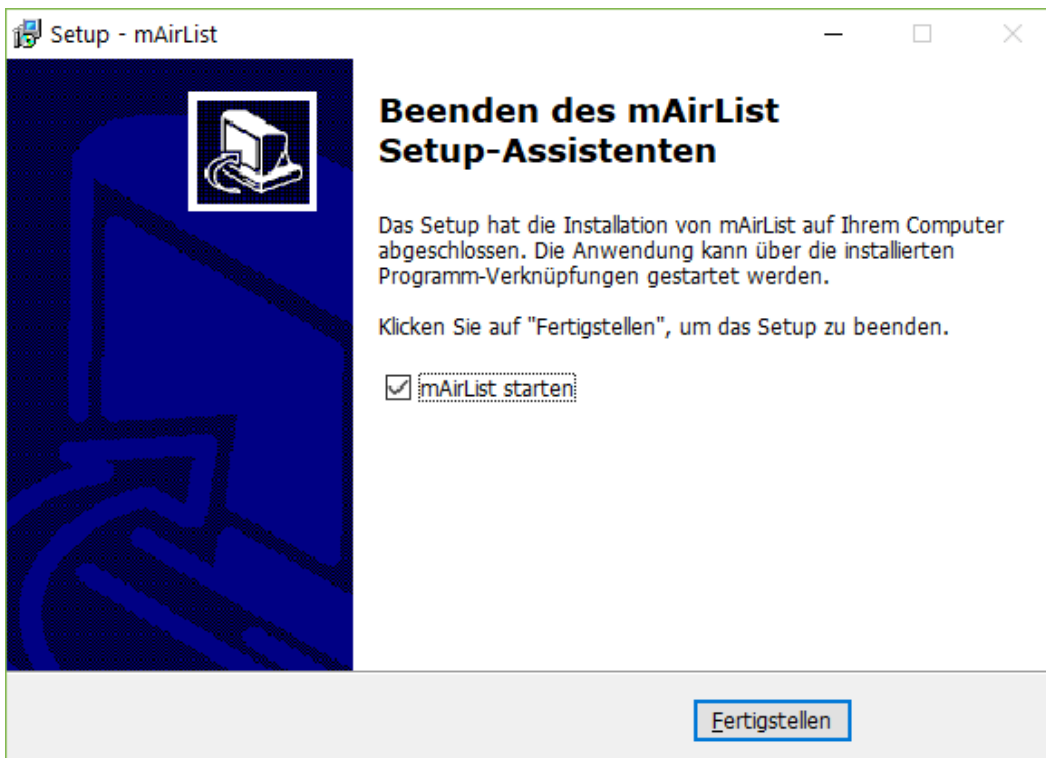 Setup - mAirList
Beenden des mAirList
Setup-Assistenten
Das Setup hat die Installation von mAirList auf Ihrem Computer
abgeschlossen. Die Anwendung kann über die installierten
Programm-Verknüpfungen gestartet werden.
Klicken Sie auf "Fertigstellen", um das Setup zu beenden.
mAirList starten
Fertigstellen